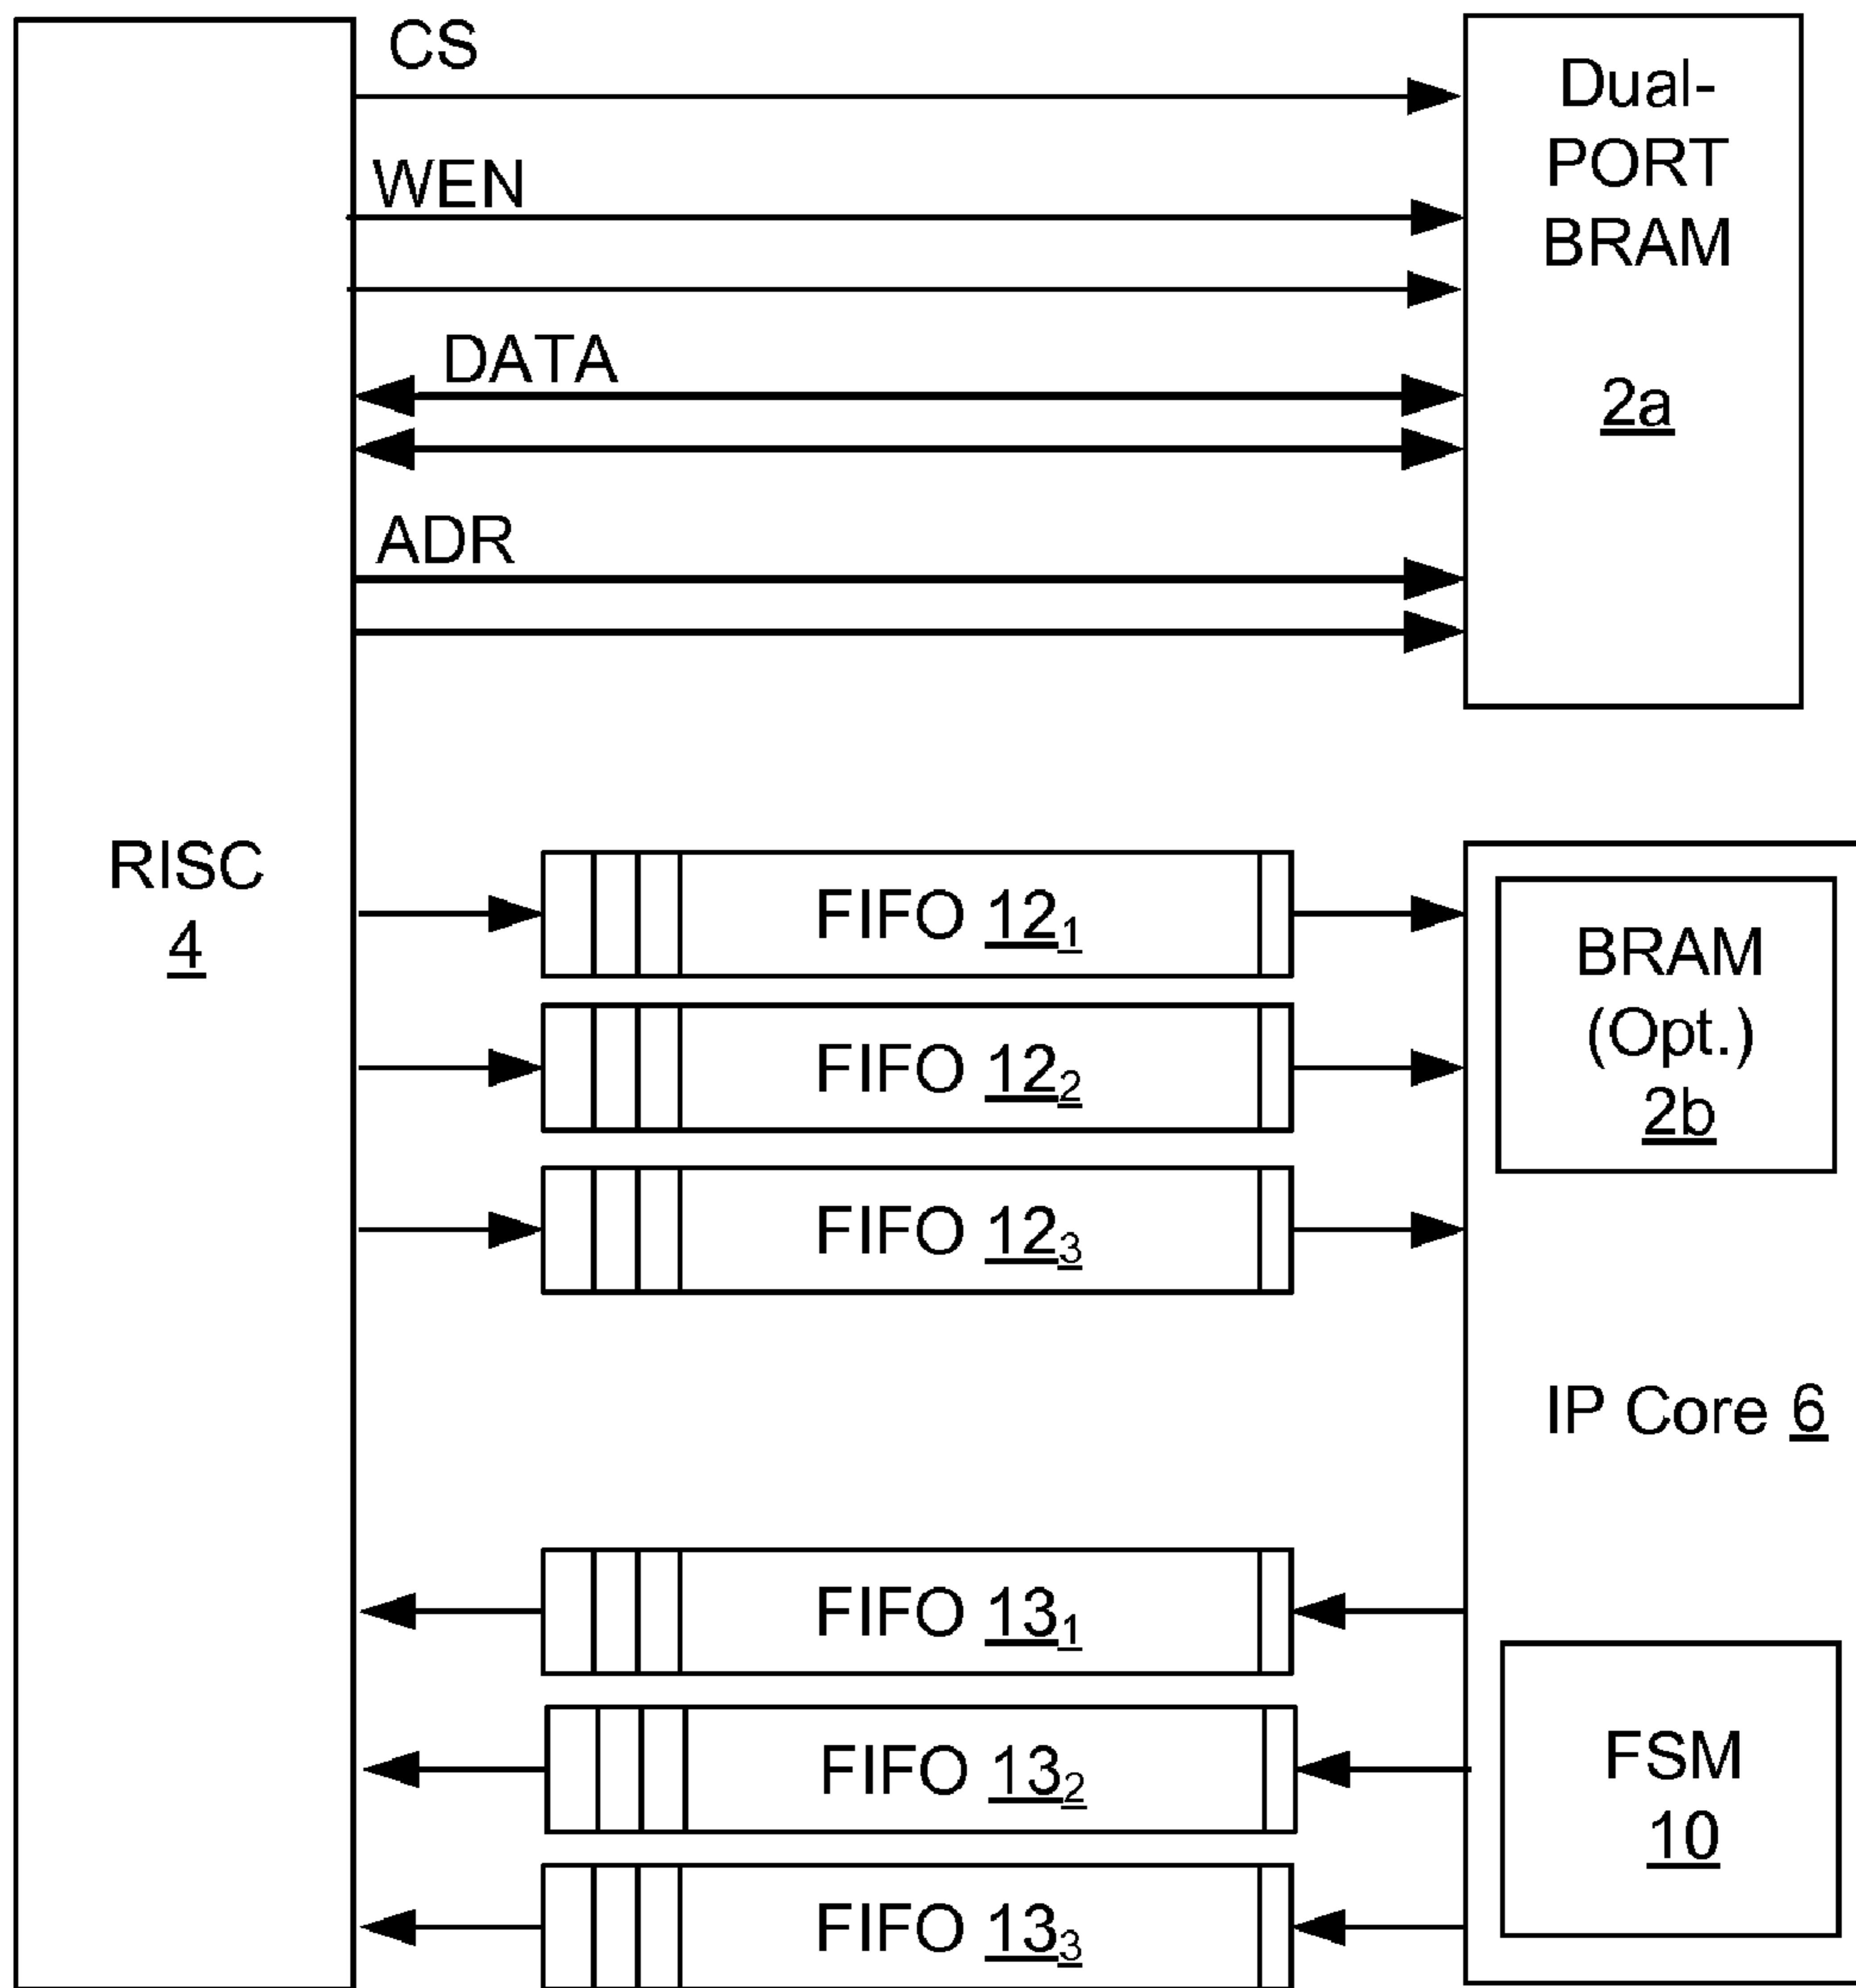 CS
WEN
DATA
ADR
Dual-
PORT
BRAM
2a
RISC
4
FIFO 12₁
FIFO 12₂
FIFO 12₃
BRAM
(Opt.)
2b
IP Core 6
FIFO 13₁
FIFO 13₂
FIFO 13₃
FSM
10